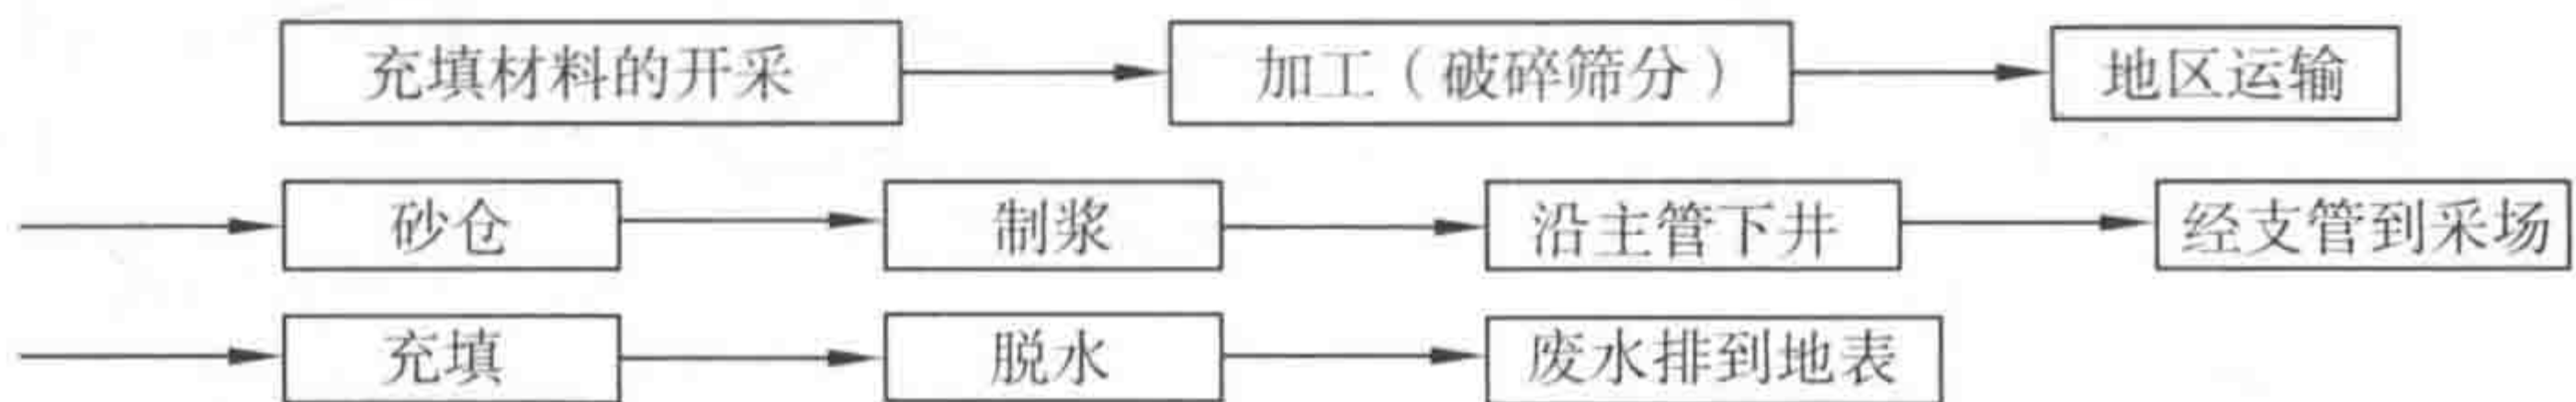 充填材料的开采 加工（破碎筛分） 地区运输
砂仓 制浆 沿主管下井 经支管到采场
充填 脱水 废水排到地表